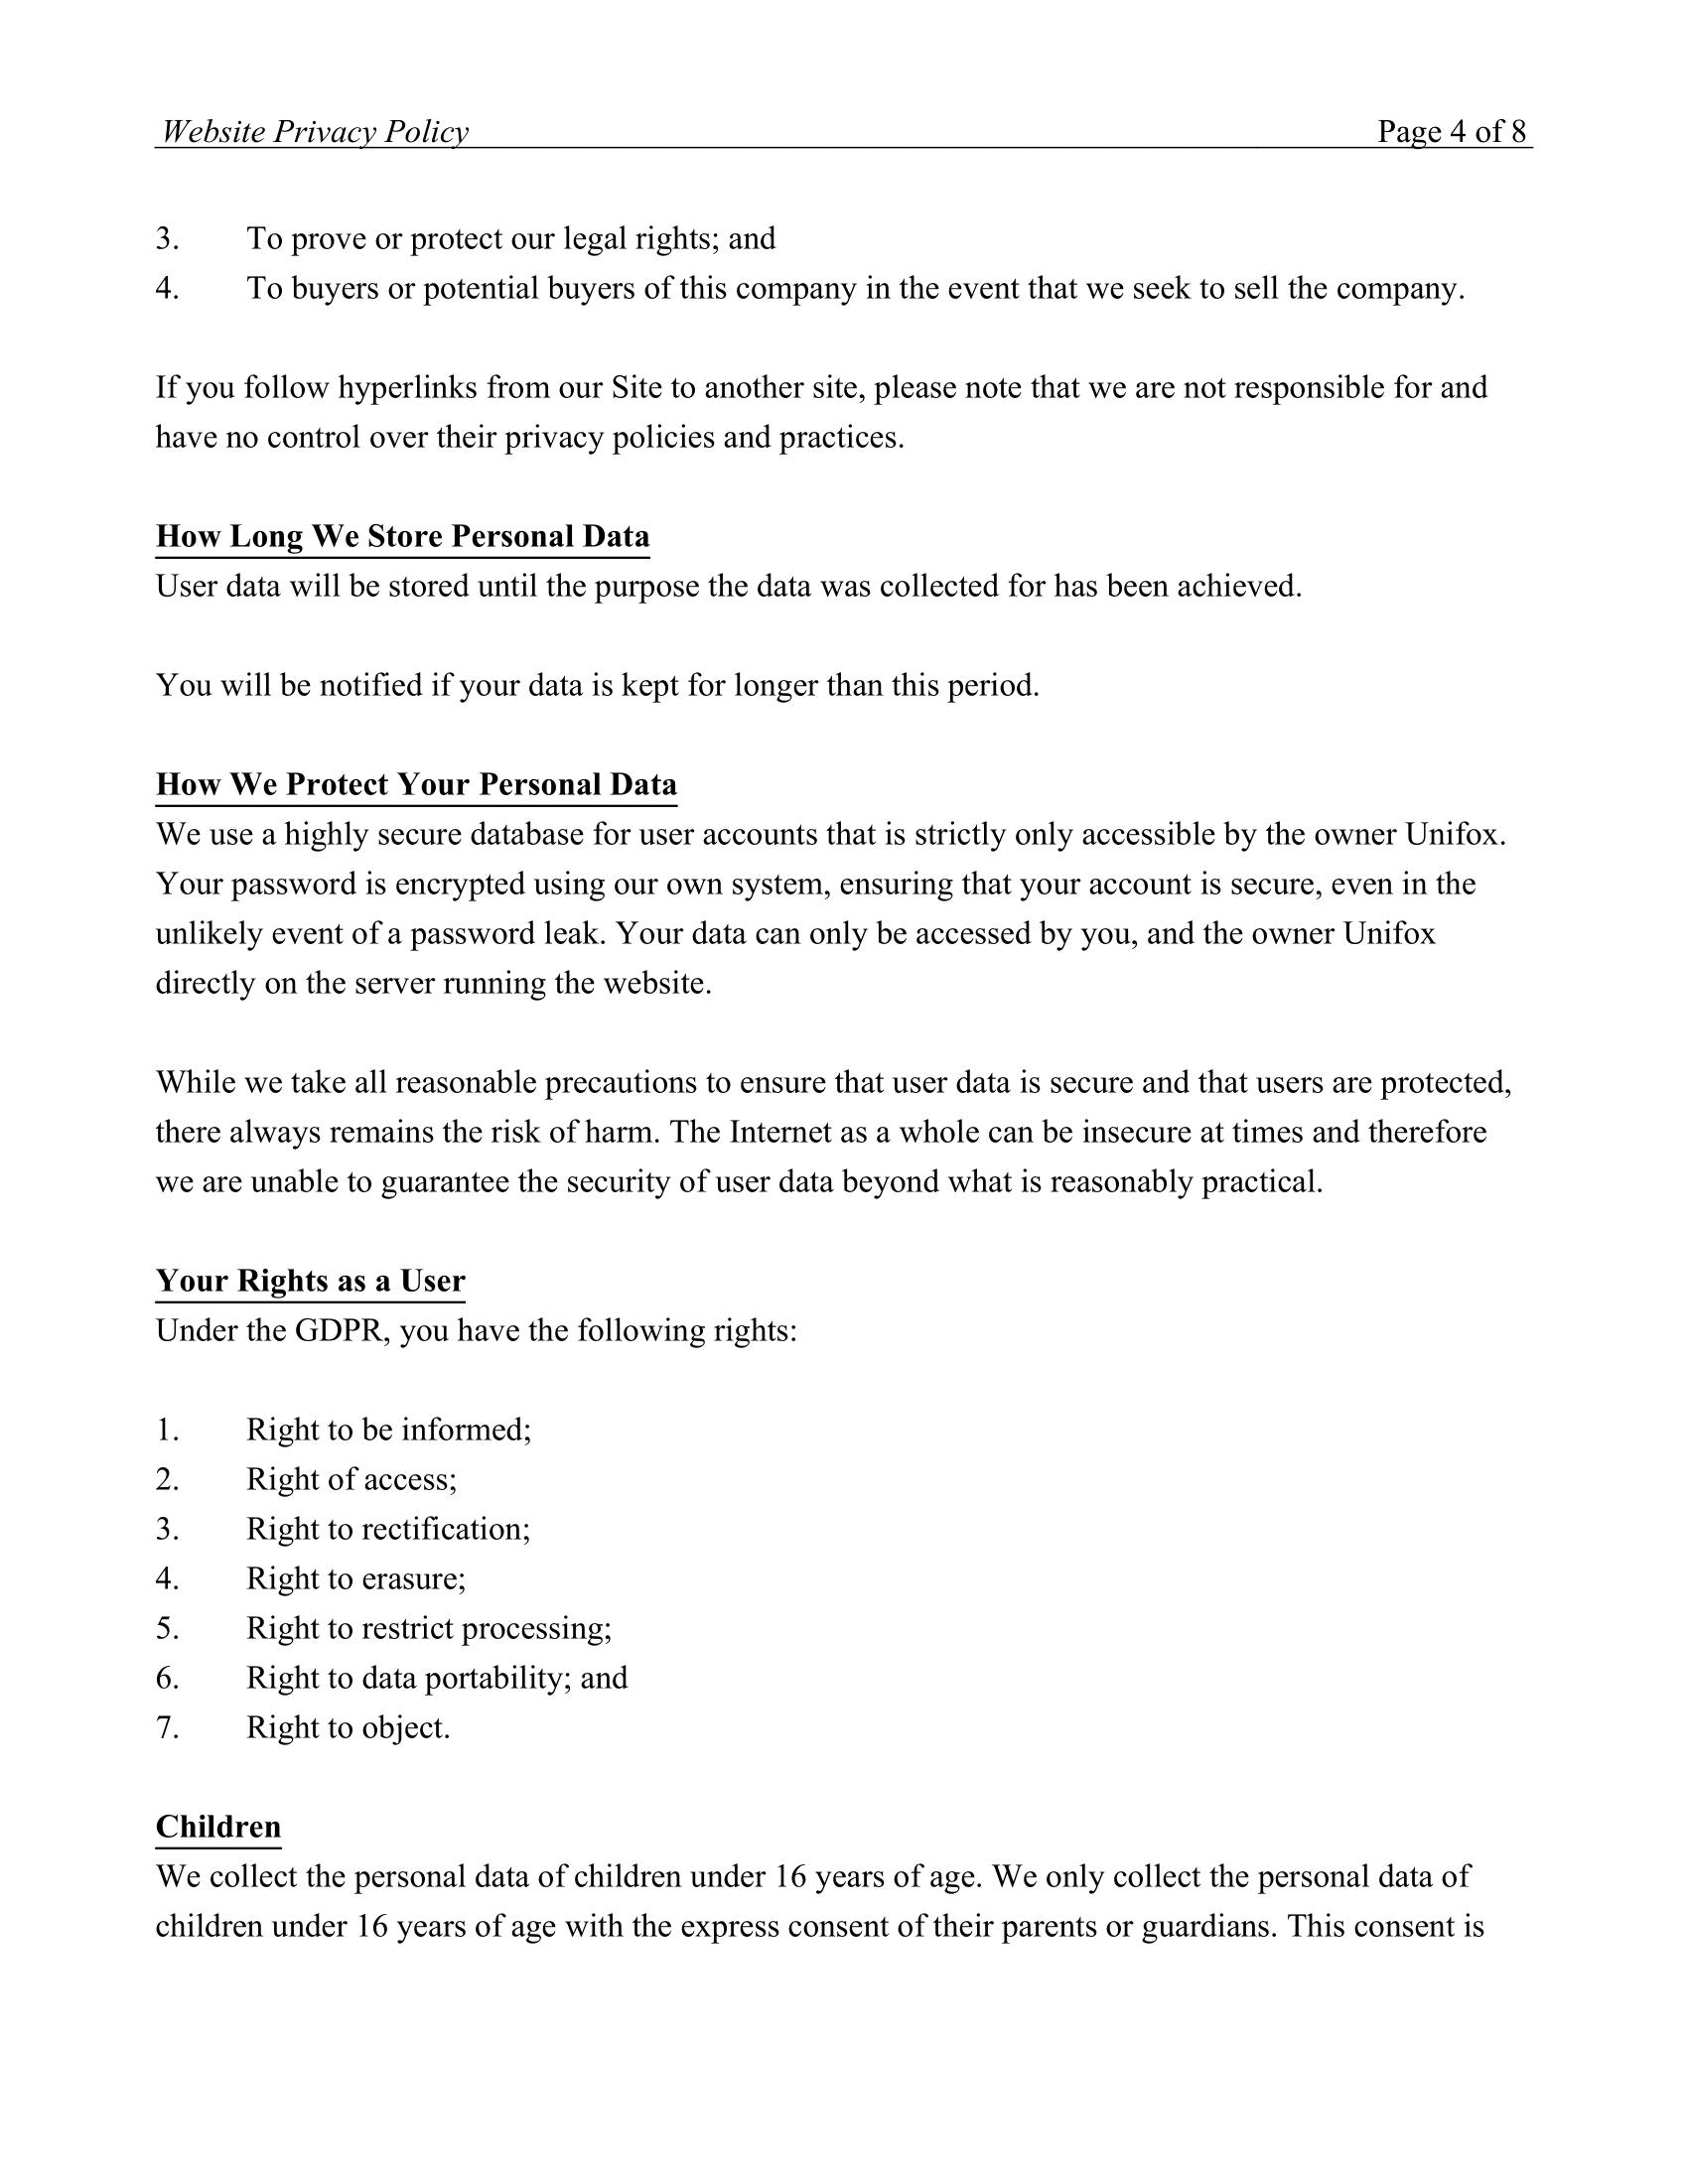 Website Privacy Policy Page 4 of 8
3. To prove or protect our legal rights; and
4. To buyers or potential buyers of this company in the event that we seek to sell the company.
If you follow hyperlinks from our Site to another site, please note that we are not responsible for and
have no control over their privacy policies and practices.
How Long We Store Personal Data
User data will be stored until the purpose the data was collected for has been achieved.
You will be notified if your data is kept for longer than this period.
How We Protect Your Personal Data
We use a highly secure database for user accounts that is strictly only accessible by the owner Unifox.
Your password is encrypted using our own system, ensuring that your account is secure, even in the
unlikely event of a password leak. Your data can only be accessed by you, and the owner Unifox
directly on the server running the website.
While we take all reasonable precautions to ensure that user data is secure and that users are protected,
there always remains the risk of harm. The Internet as a whole can be insecure at times and therefore
we are unable to guarantee the security of user data beyond what is reasonably practical.
Your Rights as a User
Under the GDPR, you have the following rights:
1. Right to be informed;
2. Right of access;
3. Right to rectification;
4. Right to erasure;
5. Right to restrict processing;
6. Right to data portability; and
7. Right to object.
Children
We collect the personal data of children under 16 years of age. We only collect the personal data of
children under 16 years of age with the express consent of their parents or guardians. This consent is